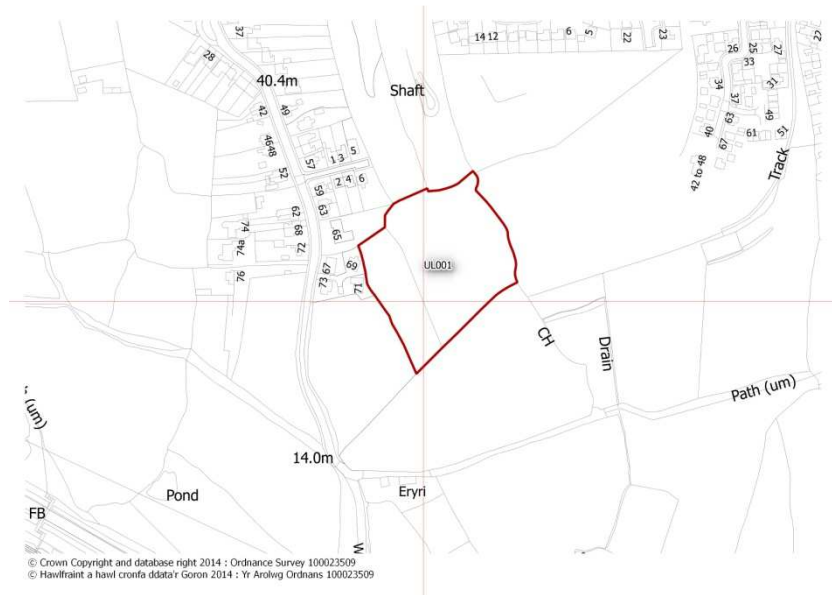 37
14 12
6
5
22
23
28
40.4m
Shaft
26
25
27
33
34
37
31
42
49
63
49
40
61
51
67
4648
57
1 3
5
52
2 4
6
59
42 to 48
Track
63
62
65
74
68
74a
72
69
67
UL001
76
73
71
CH
Drain
Path (um)
(um)
14.0m
Pond
Eryri
FB
W
© Crown Copyright and database right 2014 : Ordnance Survey 100023509
© Hawlfraint a hawl cronfa ddata'r Goron 2014 : Yr Arolwg Ordnans 100023509